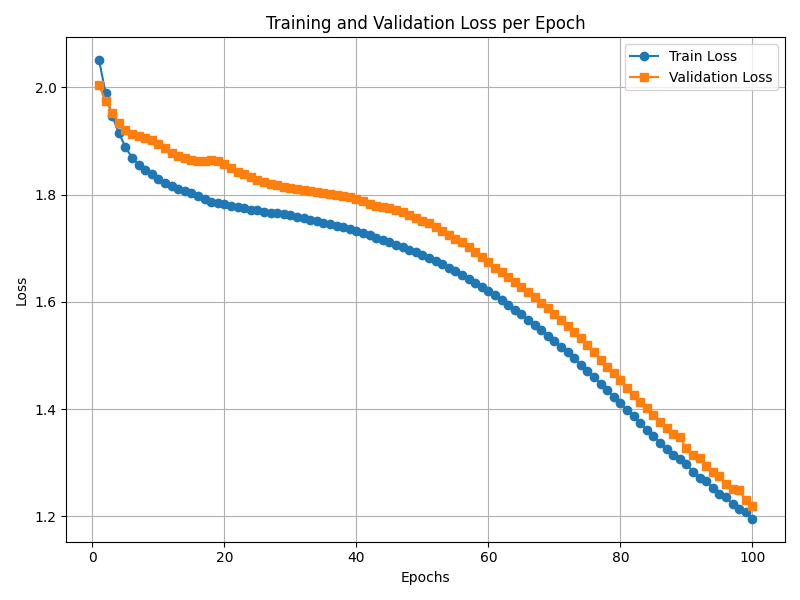 Training and Validation Loss per Epoch
Train Loss
Validation Loss
2.0
1.8
1.6
1.4
1.2
Loss
0 20 40 60 80 100
Epochs